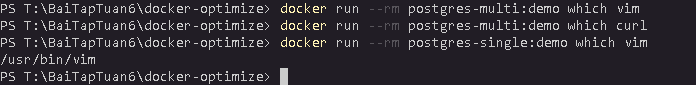 PS T:\BaiTapTuan6\docker-optimize> docker run --rm postgres-multi:demo which vim
PS T:\BaiTapTuan6\docker-optimize> docker run --rm postgres-multi:demo which curl
PS T:\BaiTapTuan6\docker-optimize> docker run --rm postgres-single:demo which vim
/usr/bin/vim
PS T:\BaiTapTuan6\docker-optimize>